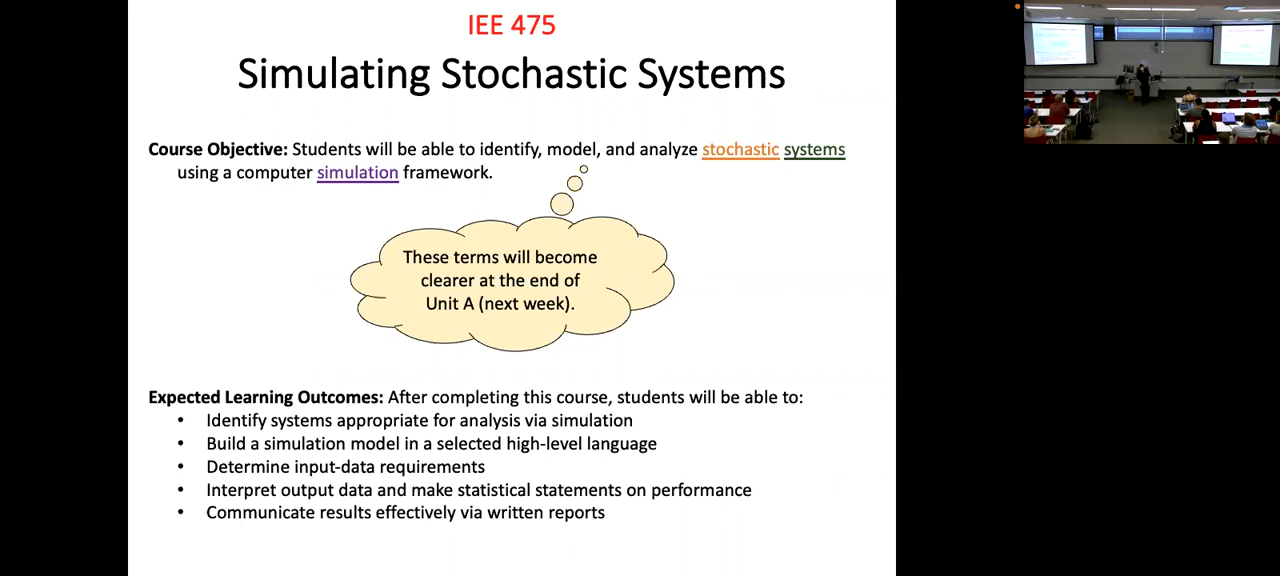 IEE 475
Simulating Stochastic Systems
Course Objective: Students will be able to identify, model, and analyze stochastic systems
using a computer simulation framework.
These terms will become
clearer at the end of
Unit A (next week).
Expected Learning Outcomes: After completing this course, students will be able to:
• Identify systems appropriate for analysis via simulation
• Build a simulation model in a selected high-level language
• Determine input-data requirements
• Interpret output data and make statistical statements on performance
• Communicate results effectively via written reports